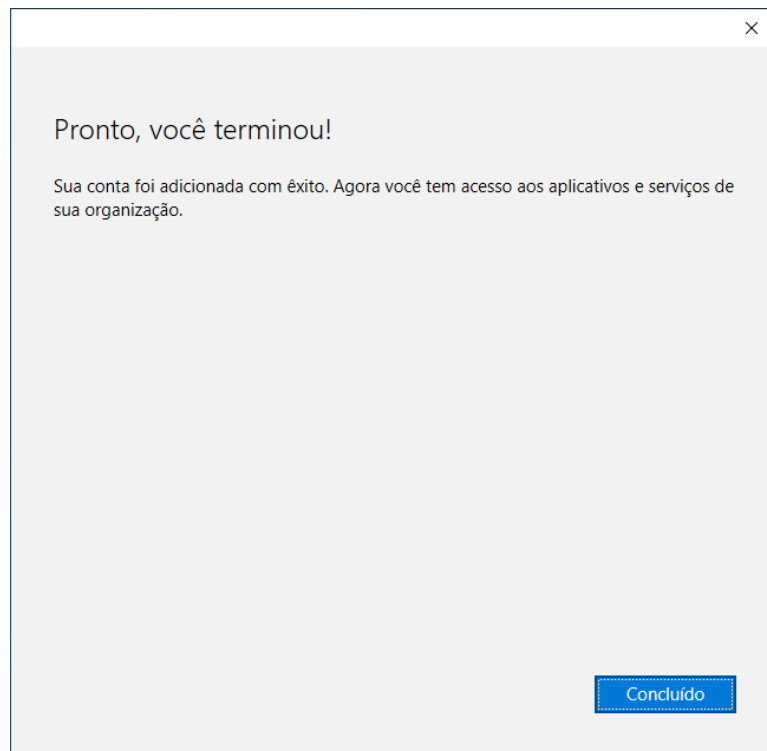 Pronto, você terminou!
Sua conta foi adicionada com êxito. Agora você tem acesso aos aplicativos e serviços de
sua organização.
Concluído